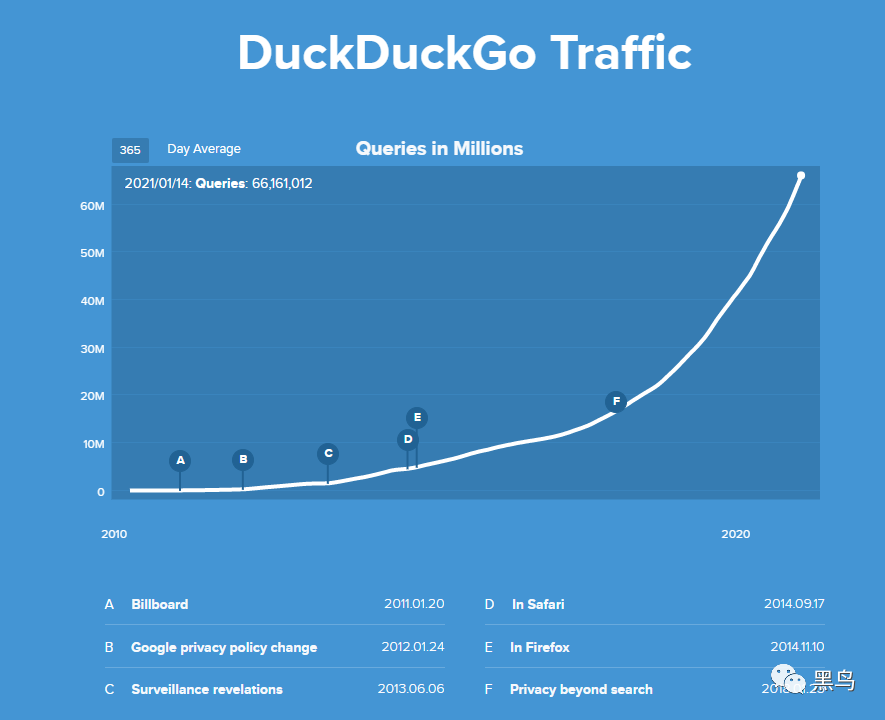 DuckDuckGo Traffic
365 Day Average
Queries in Millions
2021/01/14: Queries: 66,161,012
60M
50M
40M
30M
20M
10M
0
A
B
C
D
E
F
2010
2020
A Billboard 2011.01.20
B Google privacy policy change 2012.01.24
C Surveillance revelations 2013.06.06
D In Safari 2014.09.17
E In Firefox 2014.11.10
F Privacy beyond search
黑鸟